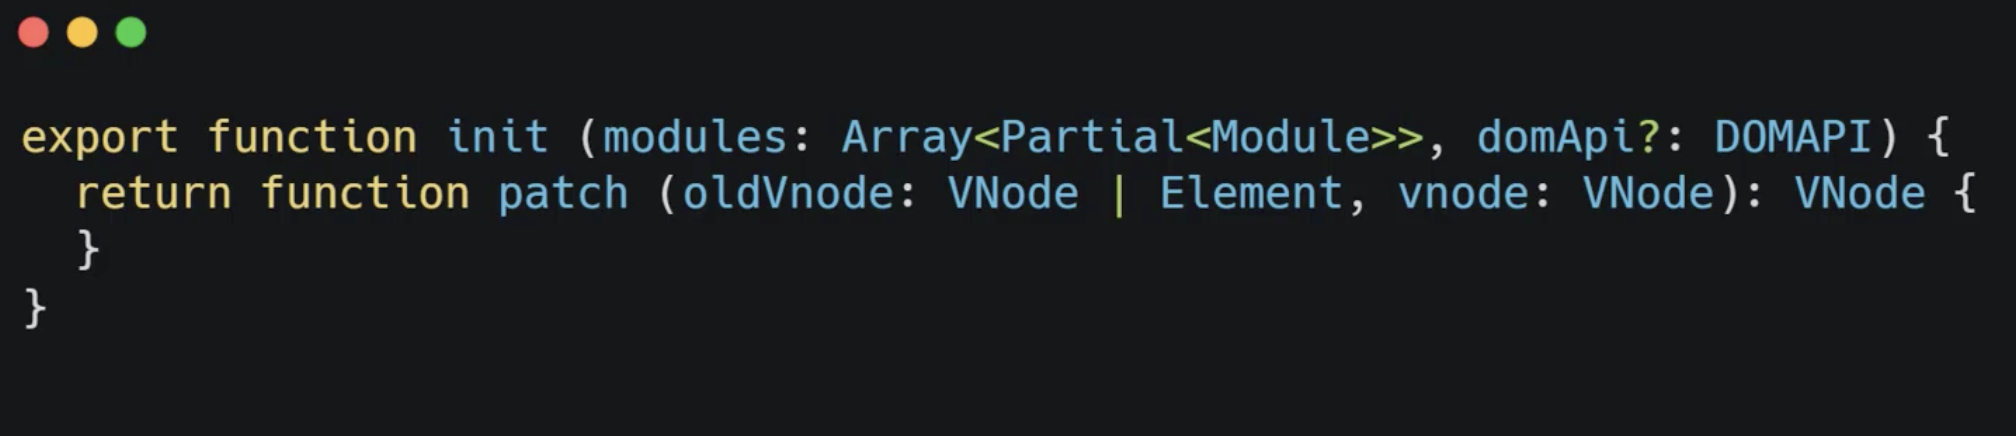 export function init (modules: Array<Partial<Module>>, domApi?: DOMAPI) {
  return function patch (oldVnode: VNode | Element, vnode: VNode): VNode {
  }
}